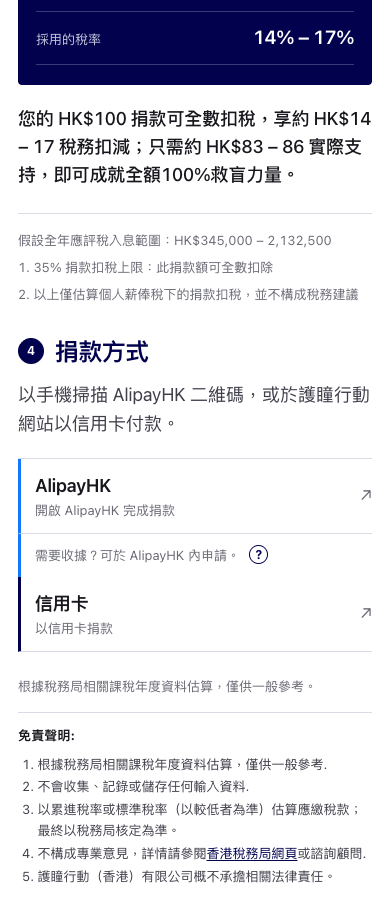 採用的稅率 14% – 17%
您的 HK$100 捐款可全數扣稅，享約 HK$14
– 17 稅務扣減；只需約 HK$83 – 86 實際支
持，即可成就全額100%救盲力量。
假設全年應評稅入息範圍：HK$345,000 – 2,132,500
1. 35% 捐款扣稅上限：此捐款額可全數扣除
2. 以上僅估算個人薪俸稅下的捐款扣稅，並不構成稅務建議
4 捐款方式
以手機掃描 AlipayHK 二維碼，或於護瞳行動
網站以信用卡付款。
AlipayHK
開啟 AlipayHK 完成捐款
需要收據？可於 AlipayHK 內申請。 ?
信用卡
以信用卡捐款
根據稅務局相關課稅年度資料估算，僅供一般參考。
免責聲明:
1. 根據稅務局相關課稅年度資料估算，僅供一般參考.
2. 不會收集、記錄或儲存任何輸入資料.
3. 以累進稅率或標準稅率（以較低者為準）估算應繳稅款；
最終以稅務局核定為準。
4. 不構成專業意見，詳情請參閱香港稅務局網頁或諮詢顧問.
5. 護瞳行動（香港）有限公司概不承擔相關法律責任。